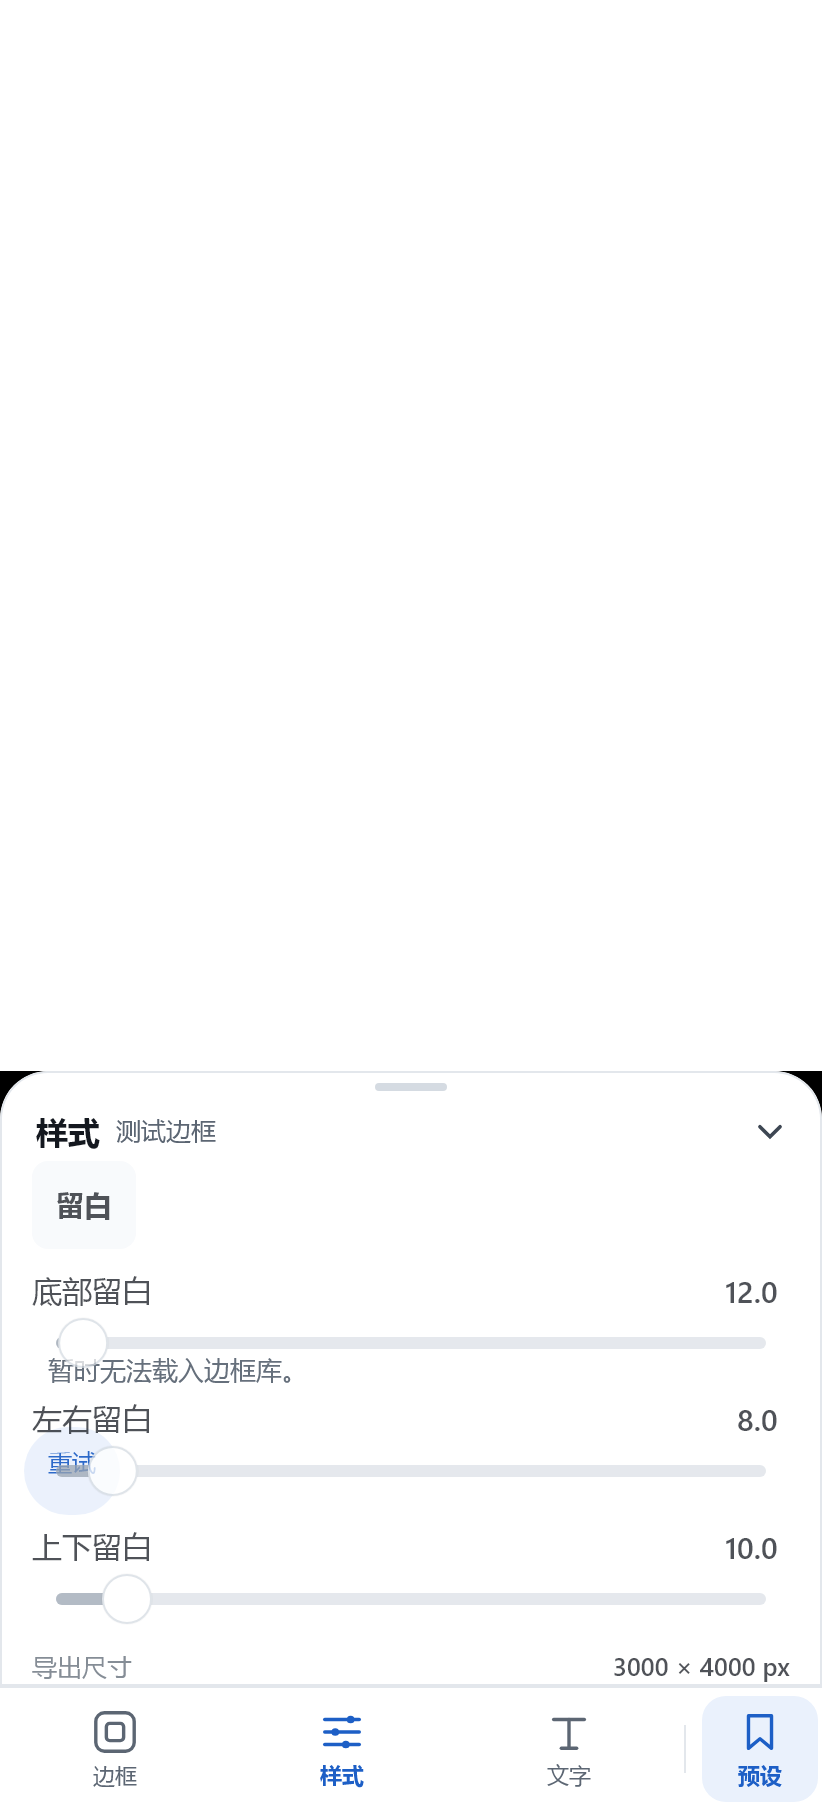 样式 测试边框
留白
底部留白 12.0
暂时无法载入边框库。
左右留白 8.0
重试
上下留白 10.0
导出尺寸 3000 × 4000 px
边框 样式 文字 预设